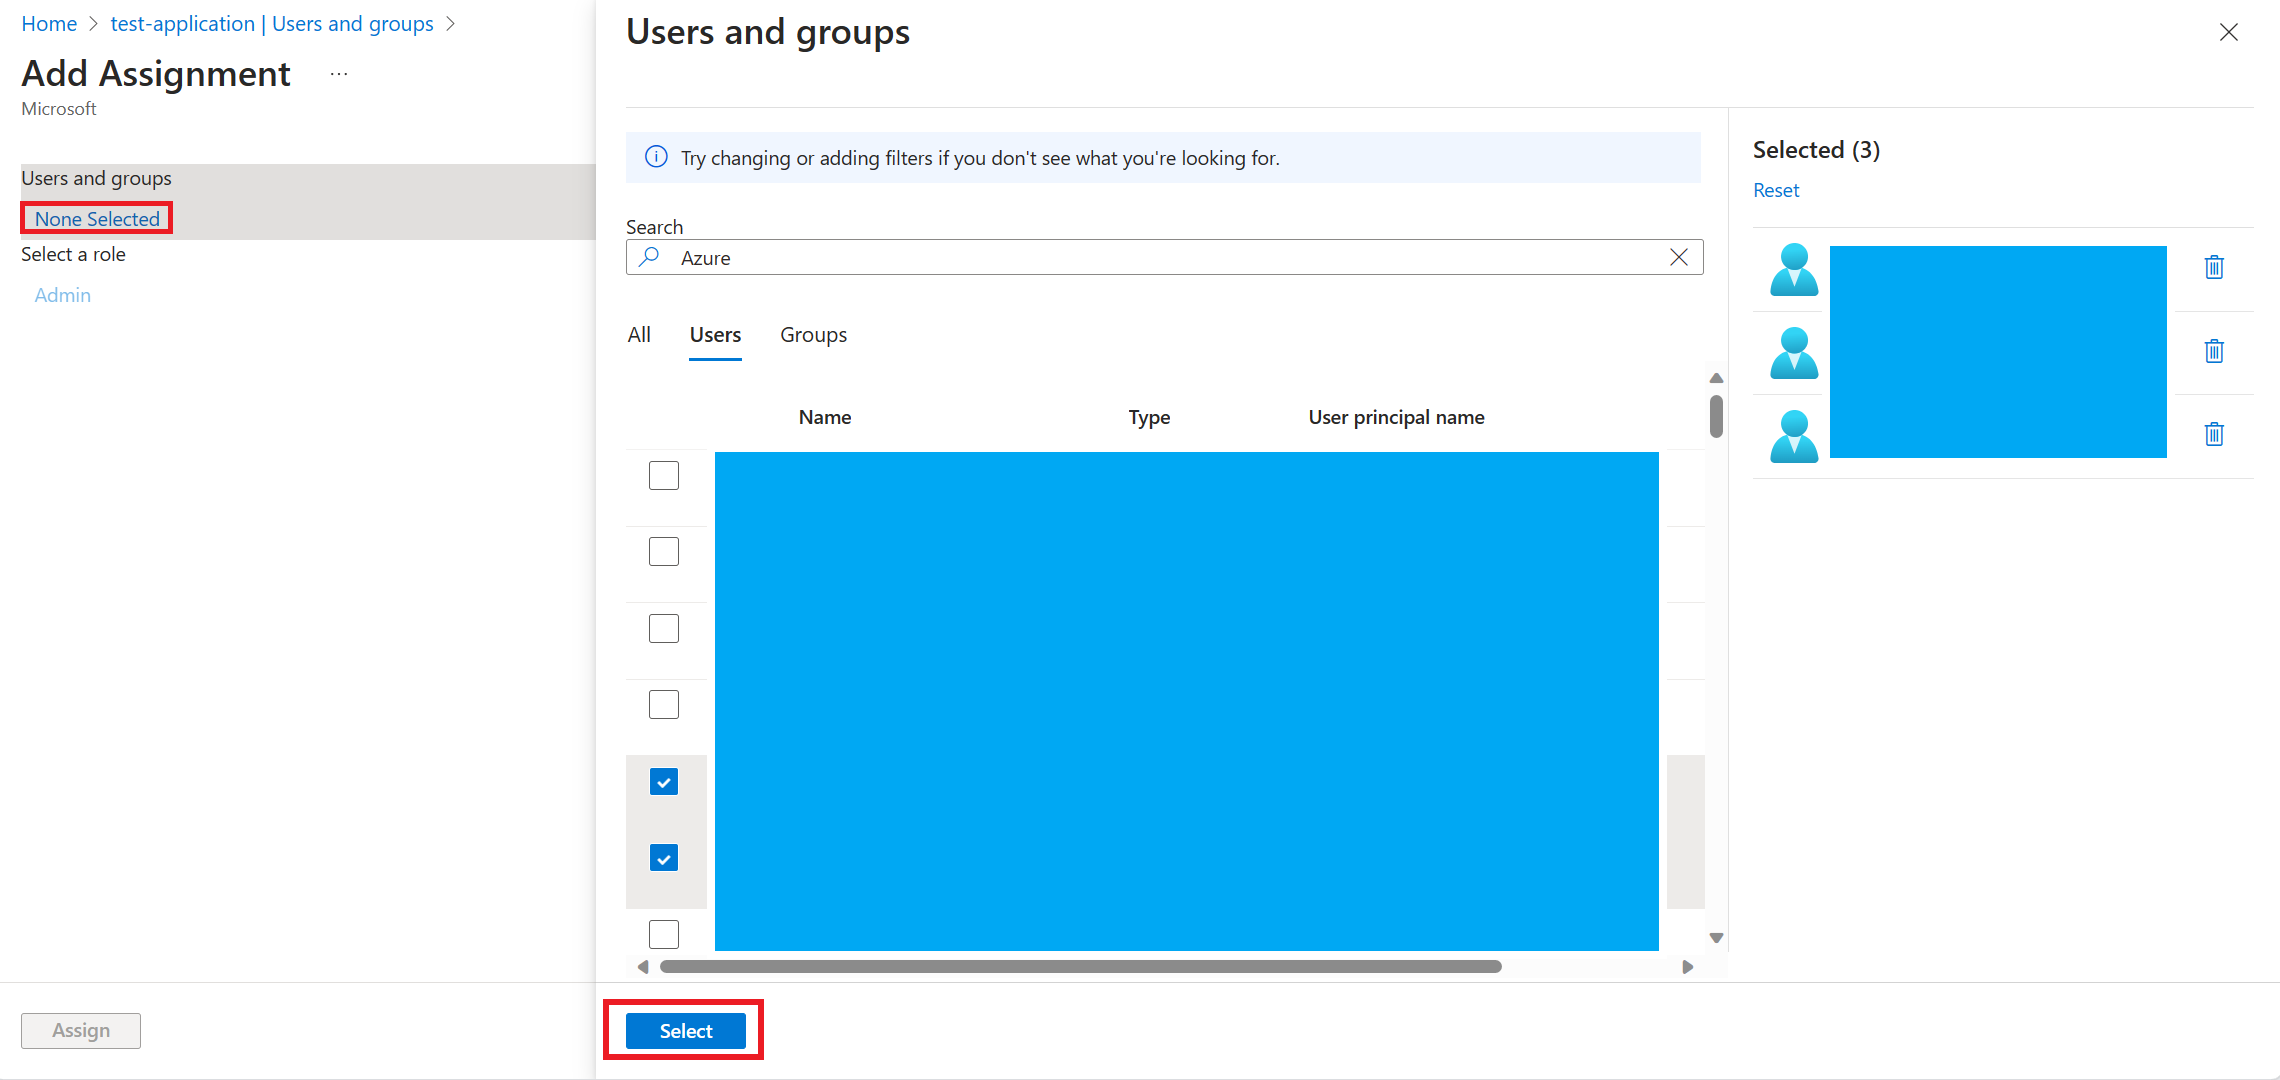 Home > test-application | Users and groups >
Add Assignment ...
Microsoft
Users and groups
None Selected
Select a role
Admin
Assign
Users and groups
Try changing or adding filters if you don't see what you're looking for.
Search
Azure
All Users Groups
Name Type User principal name
Select
Selected (3)
Reset